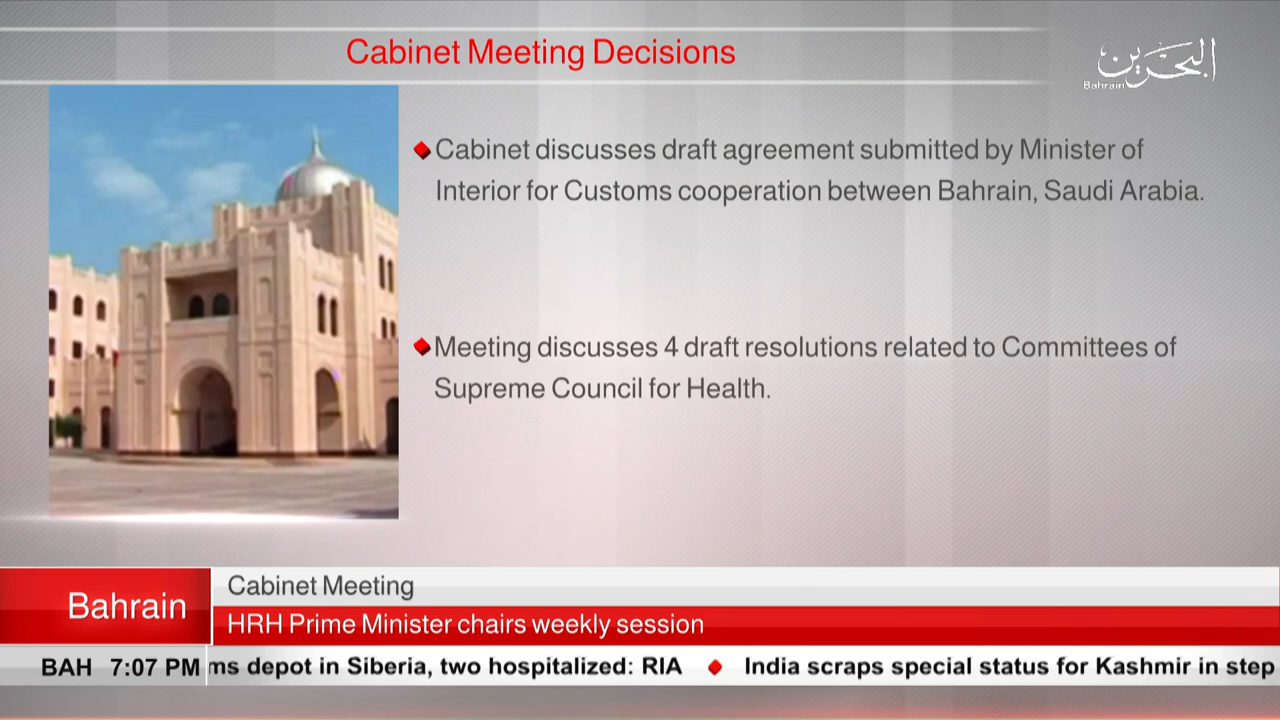 Cabinet Meeting Decisions
البحرين
Bahrain
Cabinet discusses draft agreement submitted by Minister of
Interior for Customs cooperation between Bahrain, Saudi Arabia.
Meeting discusses 4 draft resolutions related to Committees of
Supreme Council for Health.
Bahrain
Cabinet Meeting
HRH Prime Minister chairs weekly session
BAH 7:07 PM ms depot in Siberia, two hospitalized: RIA ♦ India scraps special status for Kashmir in step